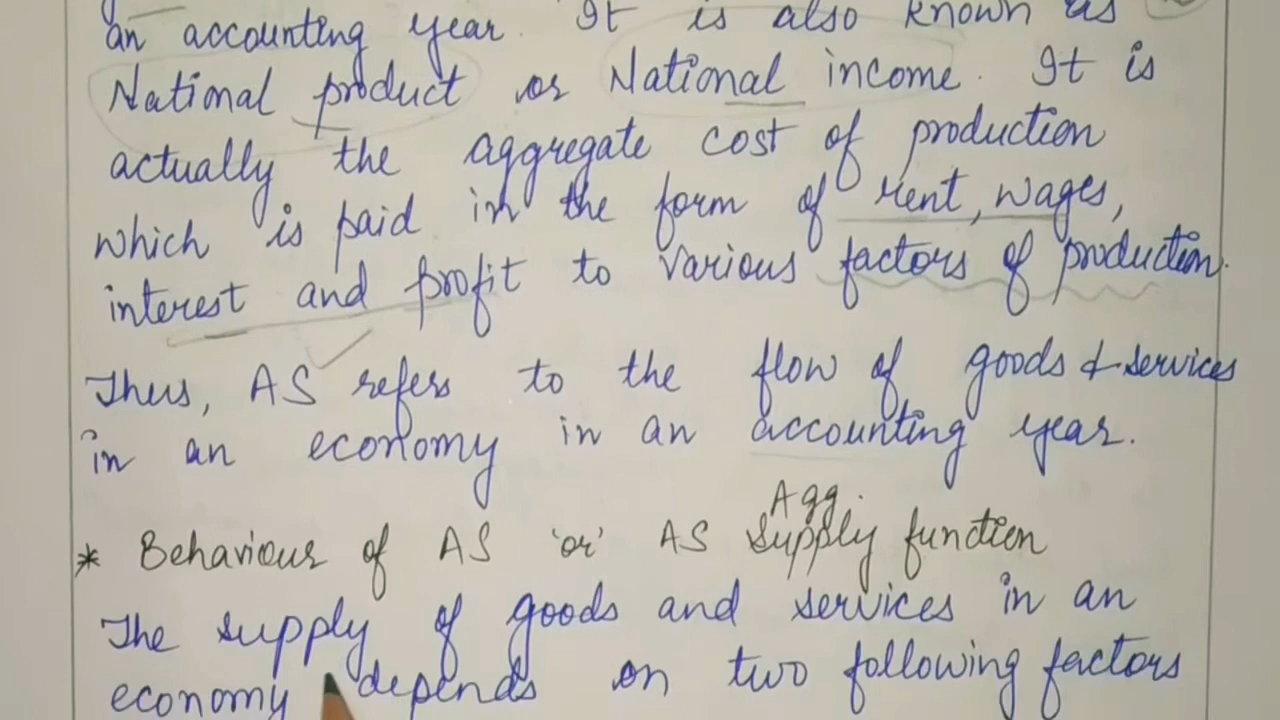 an accounting year. It is also known as
National product or National income. It is
actually the aggregate cost of production
which is paid in the form of rent, wages,
interest and profit to various factors of production.
Thus, AS refers to the flow of goods & services
in an economy in an accounting year.
Agg.
* Behaviour of AS 'or' AS supply function
The supply of goods and services in an
economy depends on two following factors